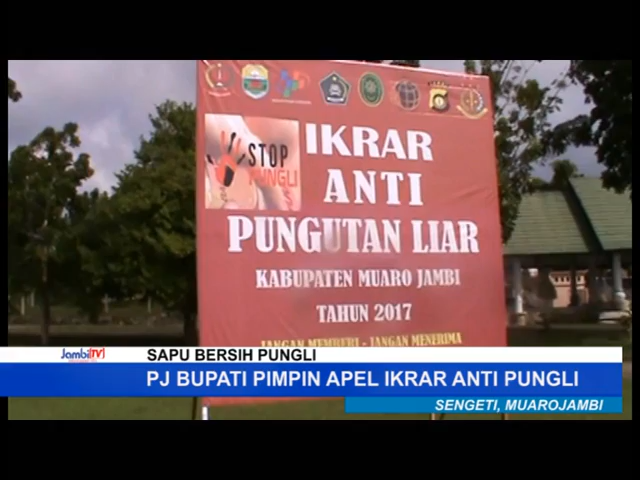 STOP
PUNGLI
IKRAR
ANTI
PUNGUTAN LIAR
KABUPATEN MUARO JAMBI
TAHUN 2017
JANGAN MEMBERI - JANGAN MENERIMA
JambiTV
SAPU BERSIH PUNGLI
PJ BUPATI PIMPIN APEL IKRAR ANTI PUNGLI
SENGETI, MUAROJAMBI